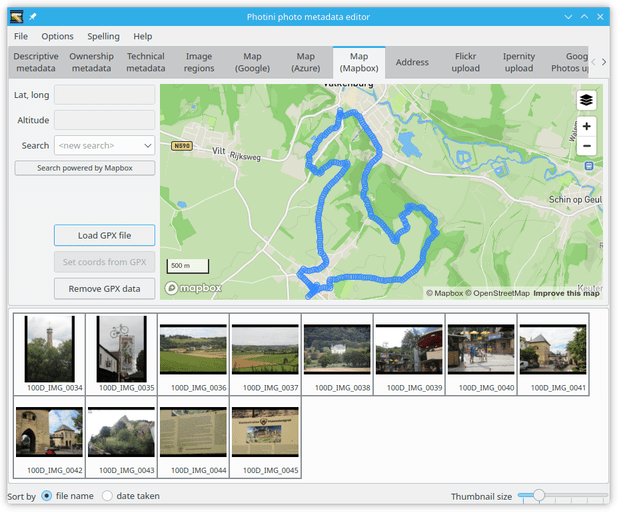 Photini photo metadata editor
File Options Spelling Help
Descriptive metadata
Ownership metadata
Technical metadata
Image regions
Map (Google)
Map (Azure)
Map (Mapbox)
Address
Flickr upload
Ipernity upload
Goog
Photos u
Lat, long
Altitude
Search <new search>
Search powered by Mapbox
Load GPX file
Set coords from GPX
Remove GPX data
Valkenburg
N590
Vilt
Rijksweg
Schin op Geul
Keuter
500 m
mapbox
© Mapbox © OpenStreetMap Improve this map
100D_IMG_0034
100D_IMG_0035
100D_IMG_0036
100D_IMG_0037
100D_IMG_0038
100D_IMG_0039
100D_IMG_0040
100D_IMG_0041
100D_IMG_0042
100D_IMG_0043
100D_IMG_0044
100D_IMG_0045
Sort by file name date taken
Thumbnail size